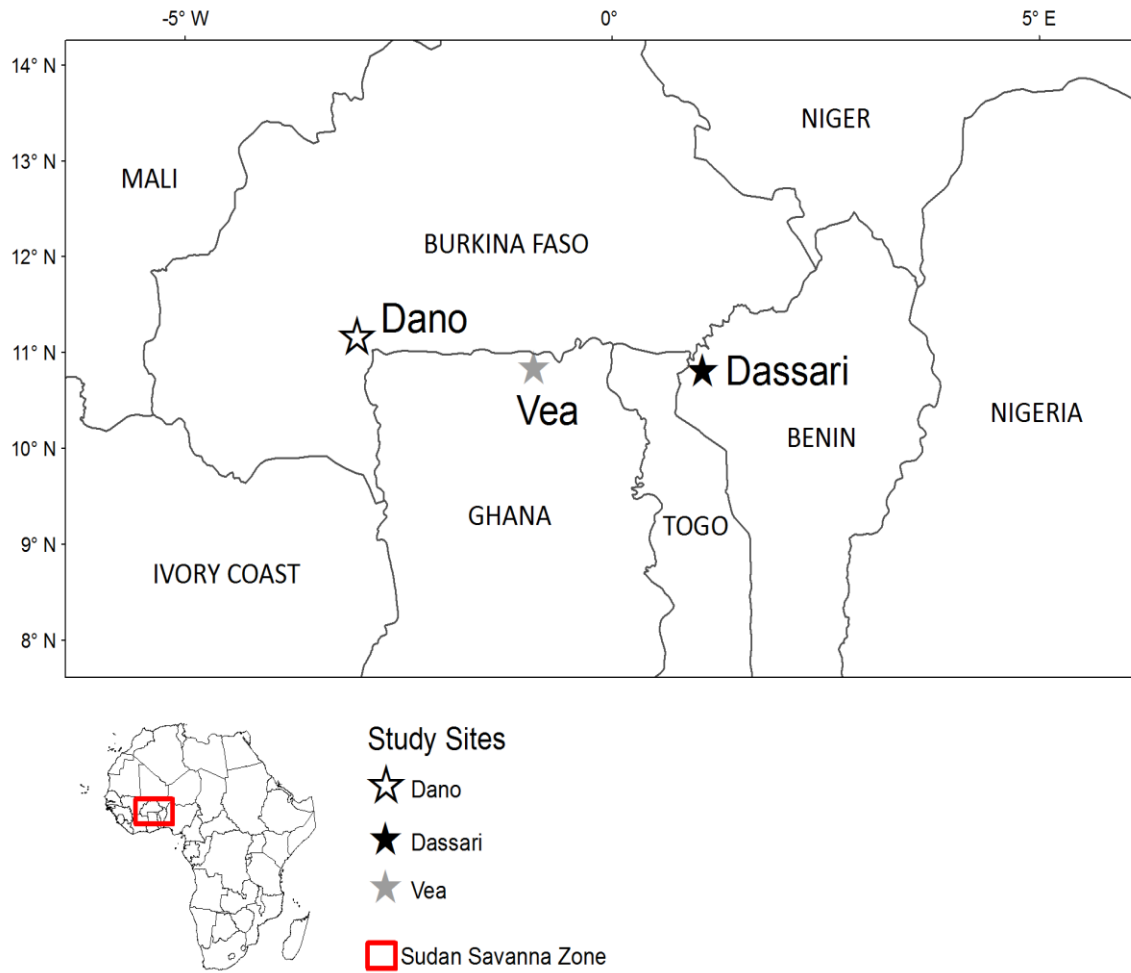 -5° W 0° 5° E
14° N
NIGER
13° N
MALI
12° N
BURKINA FASO
Dano
11° N
Dassari
Vea
NIGERIA
BENIN
10° N
GHANA
TOGO
9° N
IVORY COAST
8° N
Study Sites
Dano
Dassari
Vea
Sudan Savanna Zone